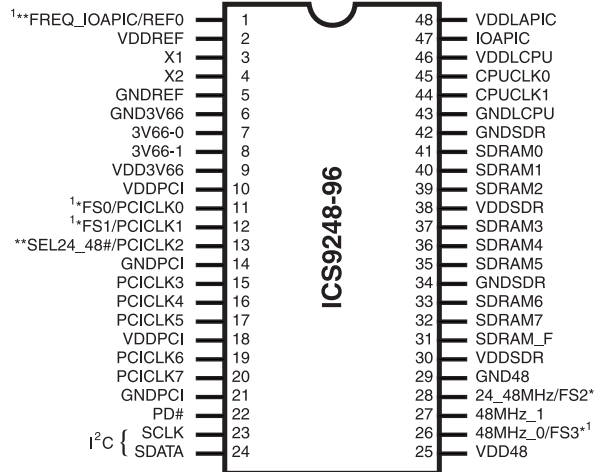 ¹**FREQ_IOAPIC/REF0 1 48 VDDLAPIC
VDDREF 2 47 IOAPIC
X1 3 46 VDDLCPU
X2 4 45 CPUCLK0
GNDREF 5 44 CPUCLK1
GND3V66 6 43 GNDLCPU
3V66-0 7 42 GNDSDR
3V66-1 8 41 SDRAM0
VDD3V66 9 40 SDRAM1
VDDPCI 10 39 SDRAM2
¹*FS0/PCICLK0 11 38 VDDSDR
¹*FS1/PCICLK1 12 37 SDRAM3
**SEL24_48#/PCICLK2 13 36 SDRAM4
GNDPCI 14 35 SDRAM5
PCICLK3 15 34 GNDSDR
PCICLK4 16 33 SDRAM6
PCICLK5 17 32 SDRAM7
VDDPCI 18 31 SDRAM_F
PCICLK6 19 30 VDDSDR
PCICLK7 20 29 GND48
GNDPCI 21 28 24_48MHz/FS2*
PD# 22 27 48MHz_1
I²C { SCLK 23 26 48MHz_0/FS3*¹
SDATA 24 25 VDD48
ICS9248-96